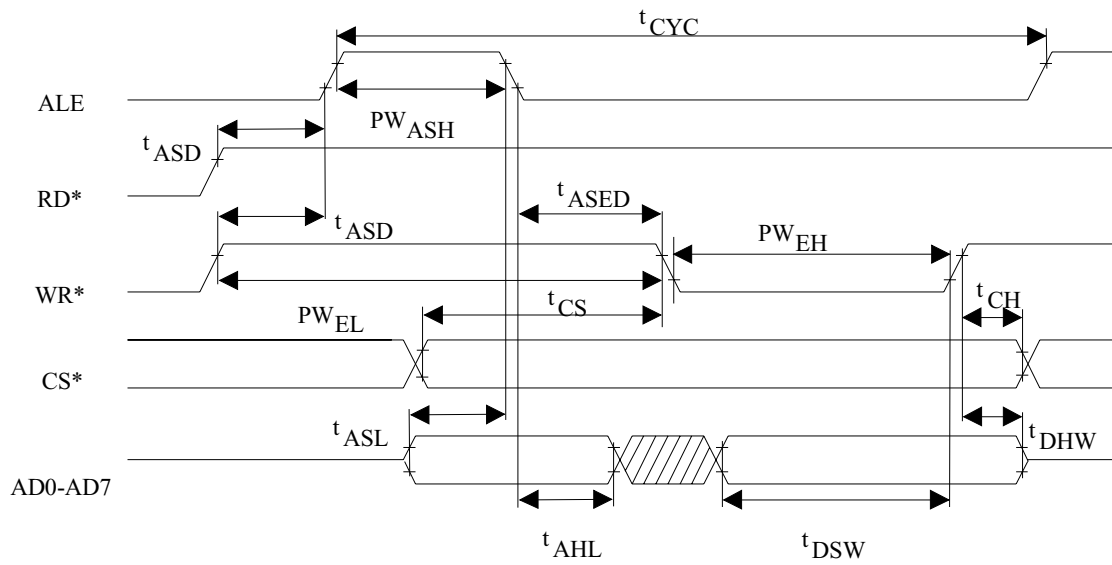 tCYC
ALE
PWASH
tASD
RD*
tASED
tASD
PWEH
WR*
tCS
tCH
PWEL
CS*
tASL
tDHW
AD0-AD7
tAHL
tDSW